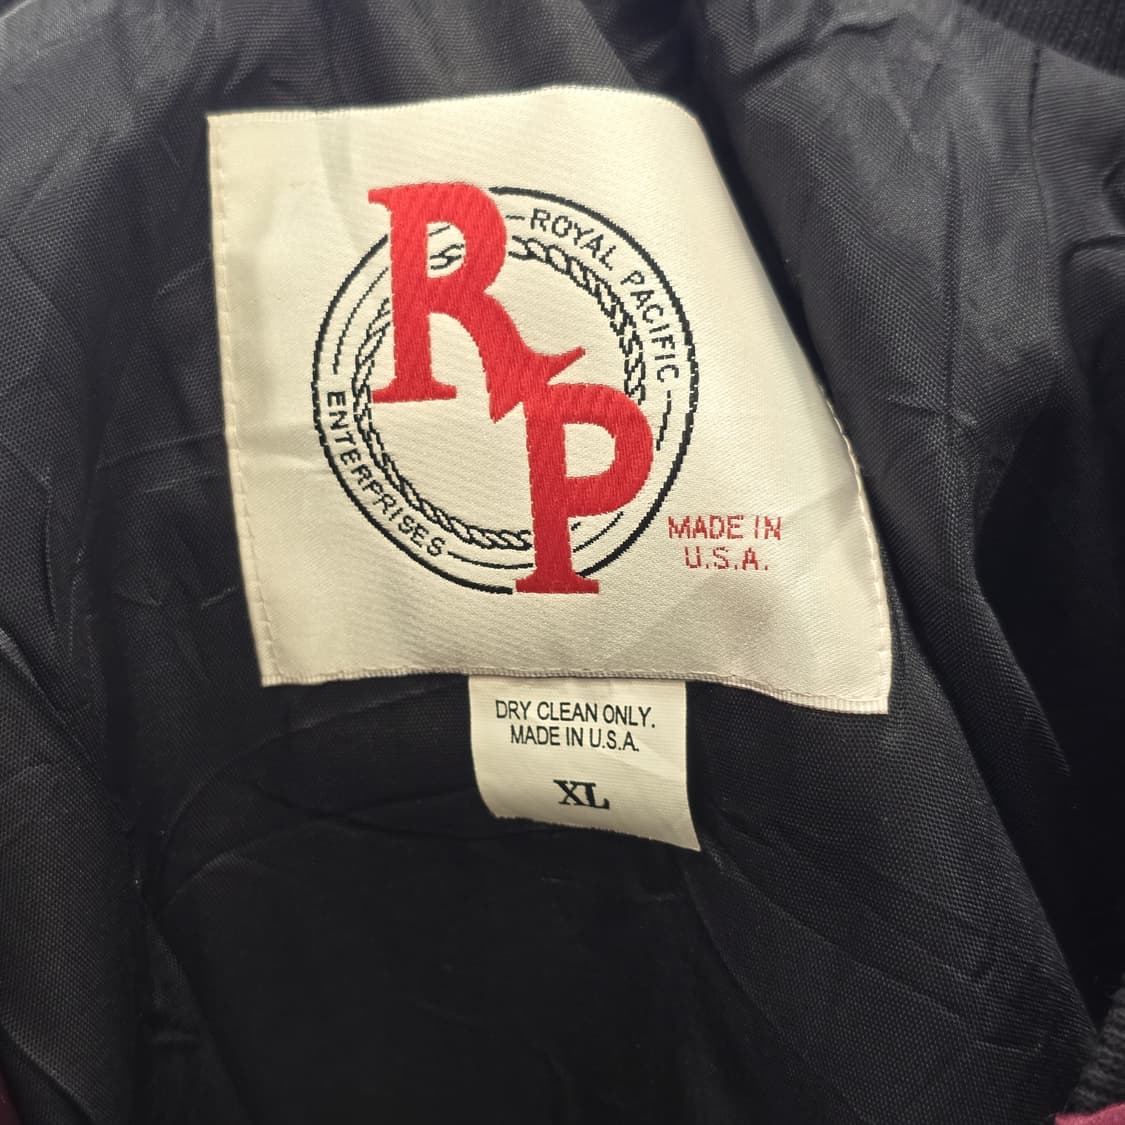 ROYAL PACIFIC
ENTERPRISES
RP
MADE IN
U.S.A.
DRY CLEAN ONLY.
MADE IN U.S.A.
XL